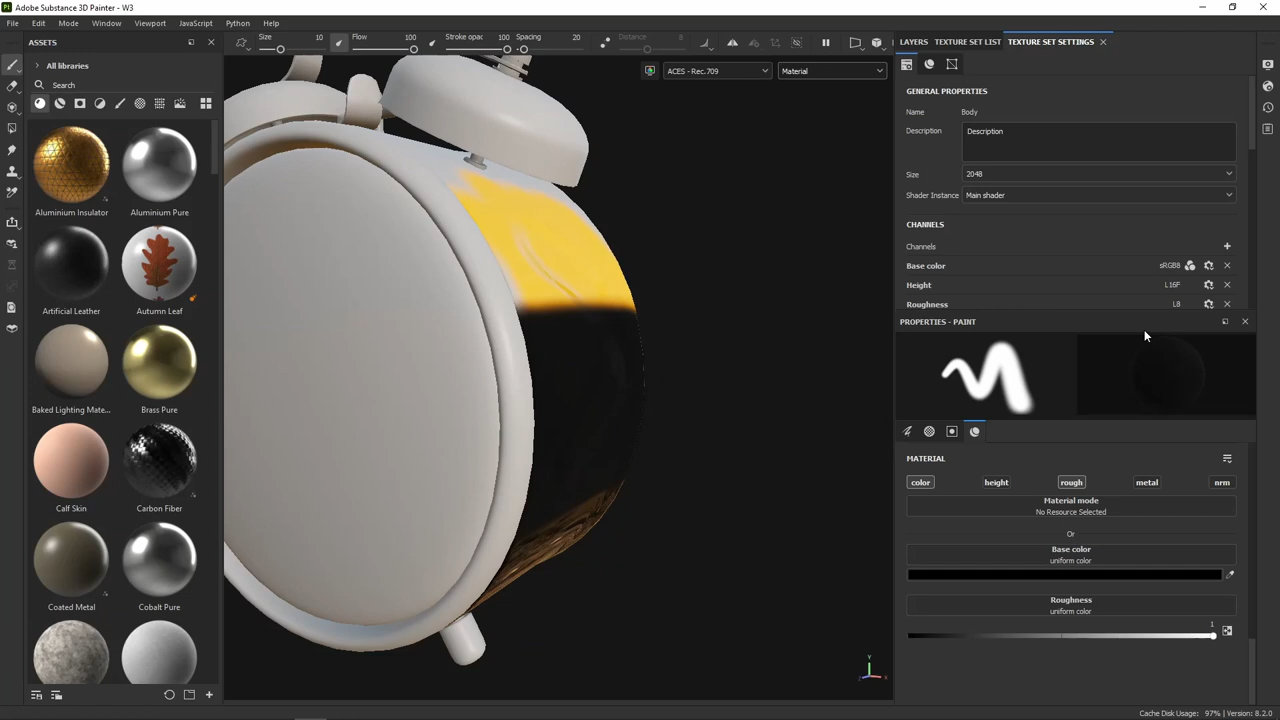 Pt Adobe Substance 3D Painter - W3
File Edit Mode Window Viewport JavaScript Python Help
ASSETS
Size 10 Flow 100 Stroke opac 100 Spacing 20 Distance 8
LAYERS TEXTURE SET LIST TEXTURE SET SETTINGS
All libraries
Search
ACES - Rec.709
Material
Aluminium Insulator
Aluminium Pure
Artificial Leather
Autumn Leaf
Baked Lighting Mate...
Brass Pure
Calf Skin
Carbon Fiber
Coated Metal
Cobalt Pure
Y
X
Z
GENERAL PROPERTIES
Name Body
Description Description
Size 2048
Shader Instance Main shader
CHANNELS
Channels
Base color sRGB8
Height L16F
Roughness L8
PROPERTIES - PAINT
MATERIAL
color height rough metal nrm
Material mode
No Resource Selected
Or
Base color
uniform color
Roughness
uniform color
1
Cache Disk Usage: 97% | Version: 8.2.0